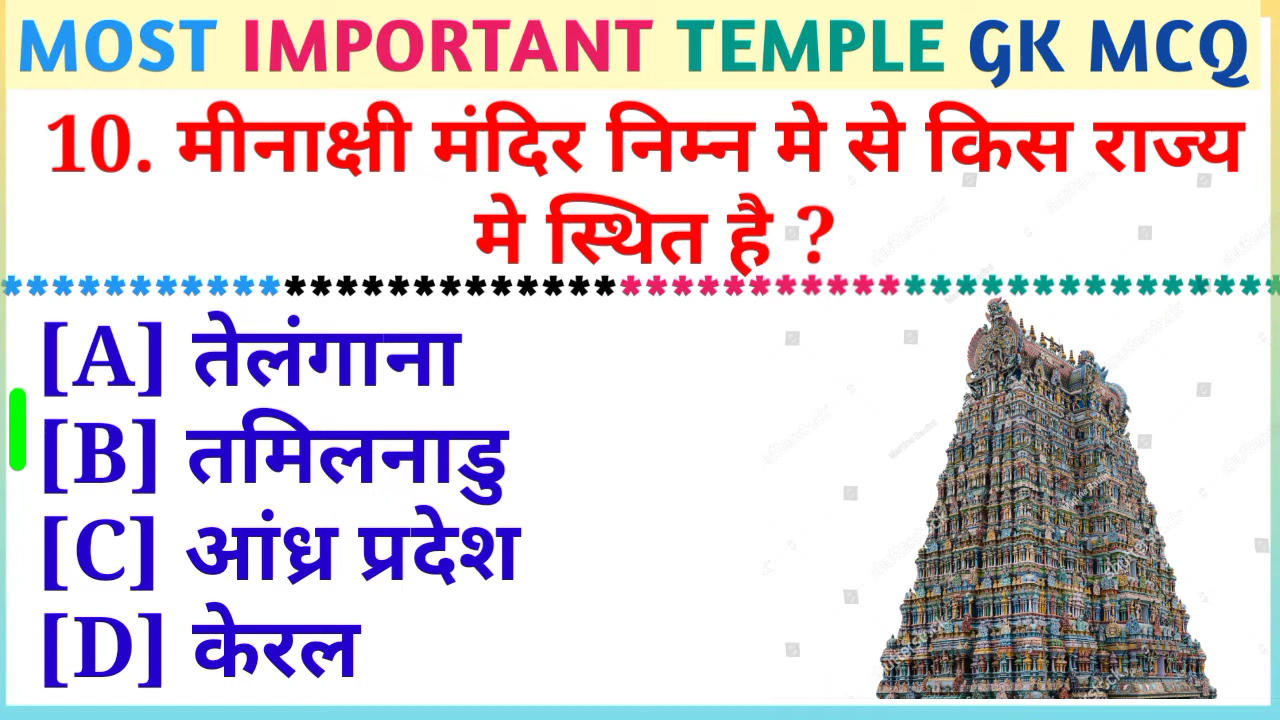 MOST IMPORTANT TEMPLE GK MCQ
10. मीनाक्षी मंदिर निम्न मे से किस राज्य
मे स्थित है ?
***************************************************
[A] तेलंगाना
[B] तमिलनाडु
[C] आंध्र प्रदेश
[D] केरल